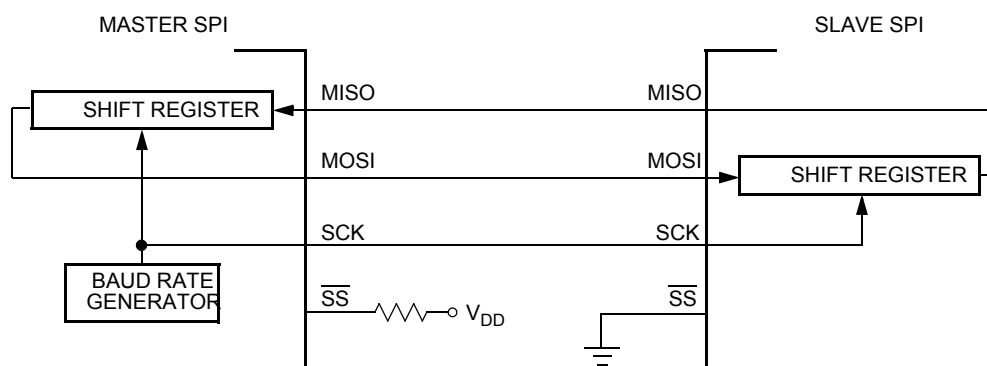 MASTER SPI
SLAVE SPI
SHIFT REGISTER
MISO
MISO
MOSI
MOSI
SHIFT REGISTER
SCK
SCK
BAUD RATE
GENERATOR
SS
VDD
SS